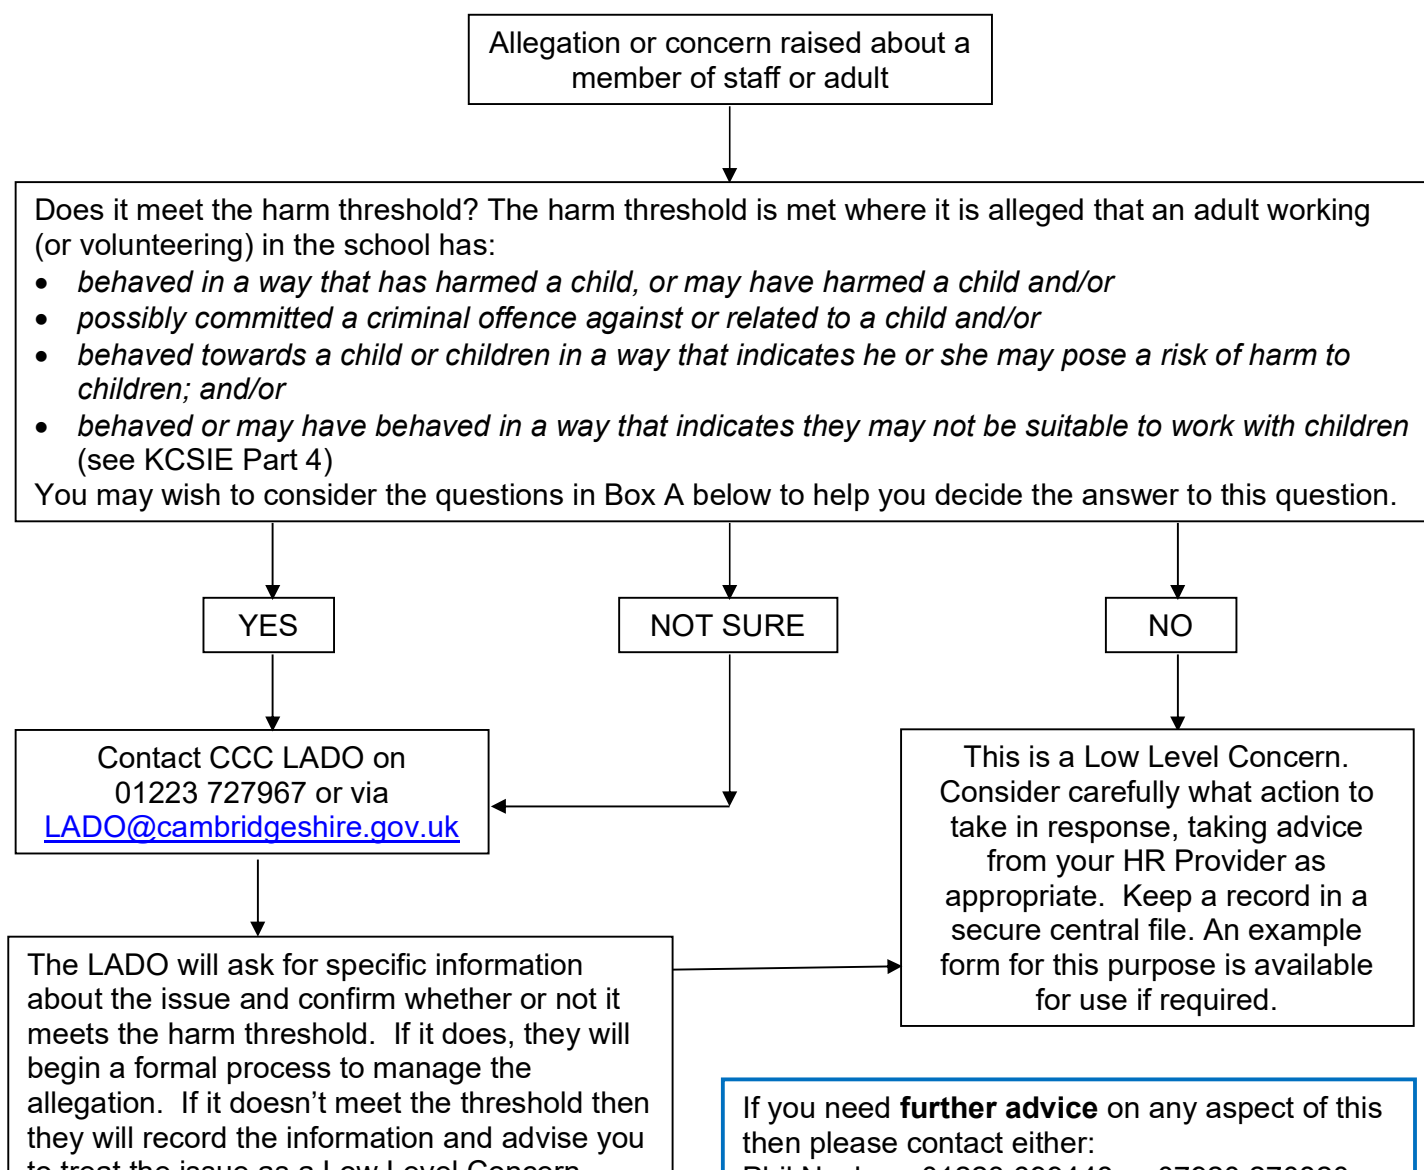 Allegation or concern raised about a
member of staff or adult
Does it meet the harm threshold? The harm threshold is met where it is alleged that an adult working
(or volunteering) in the school has:
• behaved in a way that has harmed a child, or may have harmed a child and/or
• possibly committed a criminal offence against or related to a child and/or
• behaved towards a child or children in a way that indicates he or she may pose a risk of harm to
children; and/or
• behaved or may have behaved in a way that indicates they may not be suitable to work with children
(see KCSIE Part 4)
You may wish to consider the questions in Box A below to help you decide the answer to this question.
YES
NOT SURE
NO
Contact CCC LADO on
01223 727967 or via
LADO@cambridgeshire.gov.uk
This is a Low Level Concern.
Consider carefully what action to
take in response, taking advice
from your HR Provider as
appropriate.  Keep a record in a
secure central file. An example
form for this purpose is available
for use if required.
The LADO will ask for specific information
about the issue and confirm whether or not it
meets the harm threshold.  If it does, they will
begin a formal process to manage the
allegation.  If it doesn’t meet the threshold then
they will record the information and advise you
to treat the issue as a Low Level Concern
If you need further advice on any aspect of this
then please contact either: